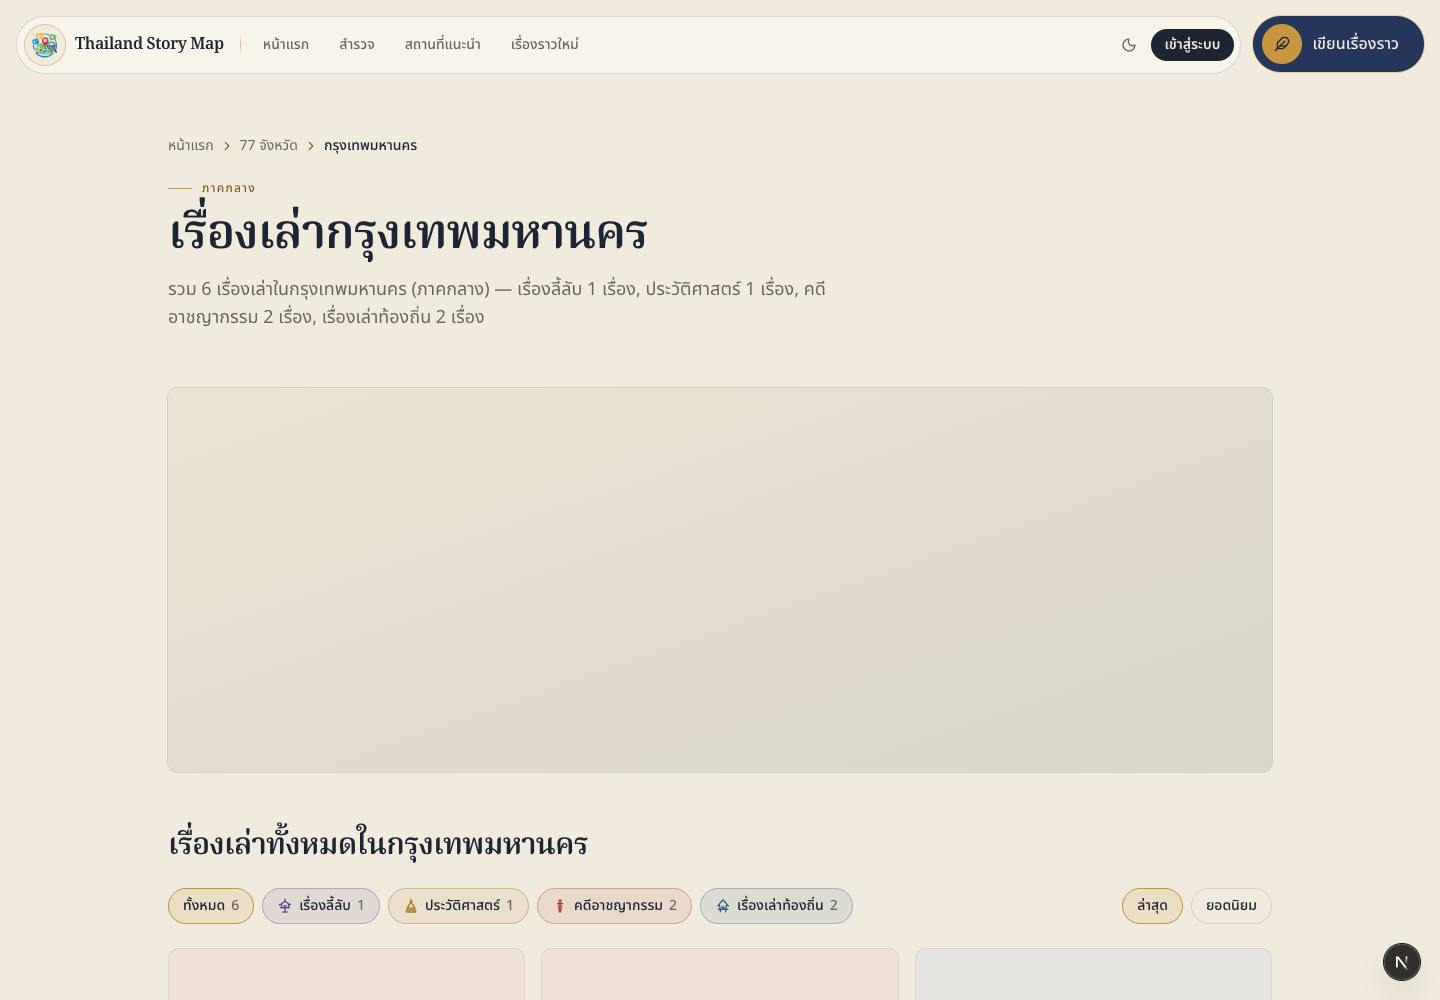 Thailand Story Map
หน้าแรก
สำรวจ
สถานที่แนะนำ
เรื่องราวใหม่
เข้าสู่ระบบ
เขียนเรื่องราว
หน้าแรก > 77 จังหวัด > กรุงเทพมหานคร
ภาคกลาง
เรื่องเล่ากรุงเทพมหานคร
รวม 6 เรื่องเล่าในกรุงเทพมหานคร (ภาคกลาง) — เรื่องลี้ลับ 1 เรื่อง, ประวัติศาสตร์ 1 เรื่อง, คดี
อาชญากรรม 2 เรื่อง, เรื่องเล่าท้องถิ่น 2 เรื่อง
เรื่องเล่าทั้งหมดในกรุงเทพมหานคร
ทั้งหมด 6
เรื่องลี้ลับ 1
ประวัติศาสตร์ 1
คดีอาชญากรรม 2
เรื่องเล่าท้องถิ่น 2
ล่าสุด
ยอดนิยม
N